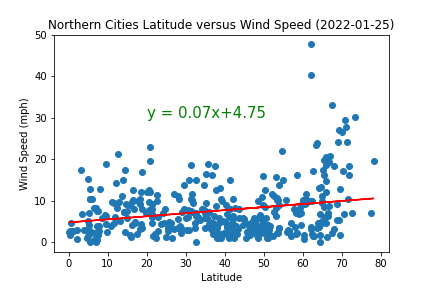 Northern Cities Latitude versus Wind Speed (2022-01-25)
50
40
30
20
10
0
Wind Speed (mph)
y = 0.07x+4.75
0 10 20 30 40 50 60 70 80
Latitude